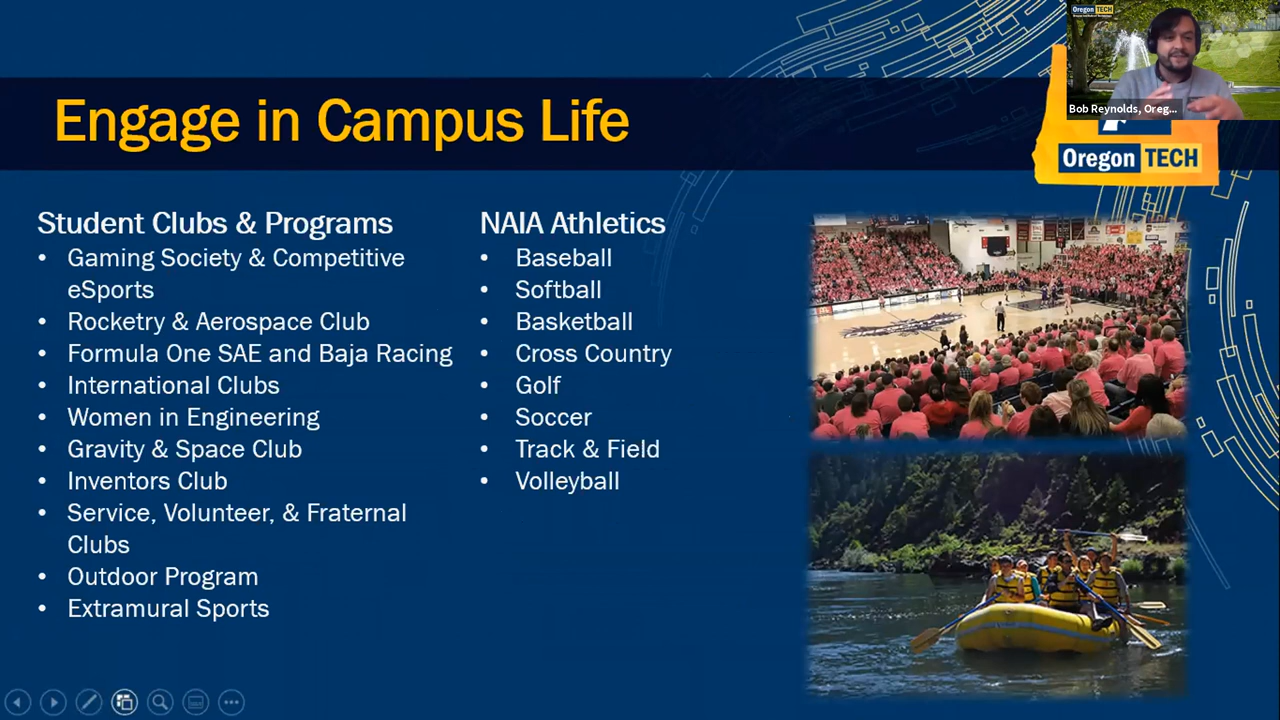 Engage in Campus Life
Oregon TECH
Bob Reynolds, Oreg...
Oregon TECH
Student Clubs & Programs
• Gaming Society & Competitive
eSports
• Rocketry & Aerospace Club
• Formula One SAE and Baja Racing
• International Clubs
• Women in Engineering
• Gravity & Space Club
• Inventors Club
• Service, Volunteer, & Fraternal
Clubs
• Outdoor Program
• Extramural Sports
NAIA Athletics
• Baseball
• Softball
• Basketball
• Cross Country
• Golf
• Soccer
• Track & Field
• Volleyball